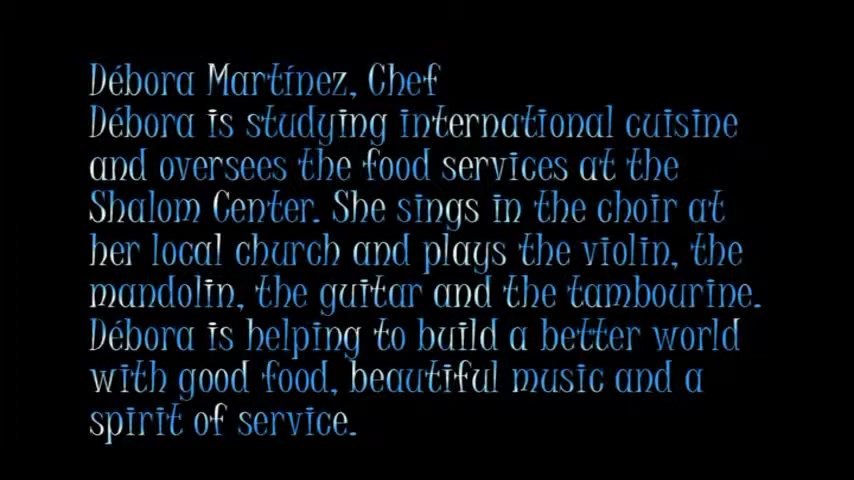 Débora Martínez, Chef
Débora is studying international cuisine
and oversees the food services at the
Shalom Center. She sings in the choir at
her local church and plays the violin, the
mandolin, the guitar and the tambourine.
Débora is helping to build a better world
with good food, beautiful music and a
spirit of service.